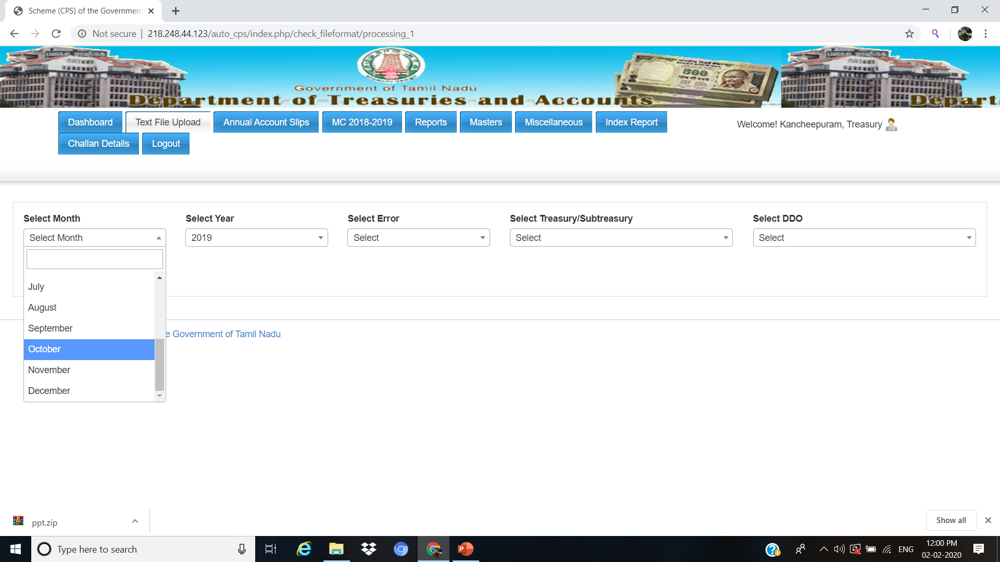 Scheme (CPS) of the Government
Not secure | 218.248.44.123/auto_cps/index.php/check_fileformat/processing_1
Government of Tamil Nadu
Department of Treasuries and Accounts
Depart
500
Dashboard
Text File Upload
Annual Account Slips
MC 2018-2019
Reports
Masters
Miscellaneous
Index Report
Welcome! Kancheepuram, Treasury
Challan Details
Logout
Select Month
Select Year
Select Error
Select Treasury/Subtreasury
Select DDO
Select Month
2019
Select
Select
Select
July
August
September
e Government of Tamil Nadu
October
November
December
ppt.zip
Show all
Type here to search
ENG
12:00 PM
02-02-2020